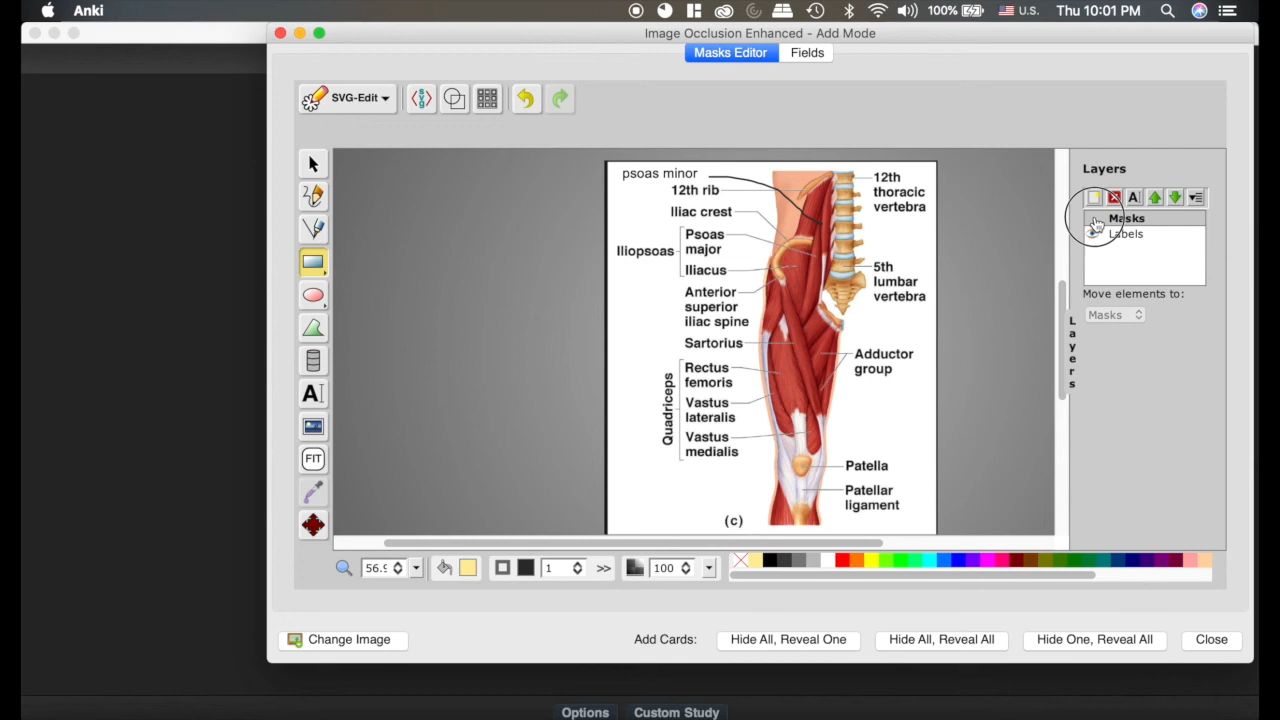 Anki
100%
U.S.
Thu 10:01 PM
Image Occlusion Enhanced - Add Mode
Masks Editor
Fields
SVG-Edit
svg
Layers
Masks
Labels
Move elements to:
Masks
Layers
A
A
FIT
psoas minor
12th rib
Iliac crest
Iliopsoas
Psoas
major
Iliacus
Anterior
superior
iliac spine
Sartorius
Quadriceps
Rectus
femoris
Vastus
lateralis
Vastus
medialis
12th
thoracic
vertebra
5th
lumbar
vertebra
Adductor
group
Patella
Patellar
ligament
(c)
1
>>
100
Change Image
Add Cards:
Hide All, Reveal One
Hide All, Reveal All
Hide One, Reveal All
Close
Options
Custom Study